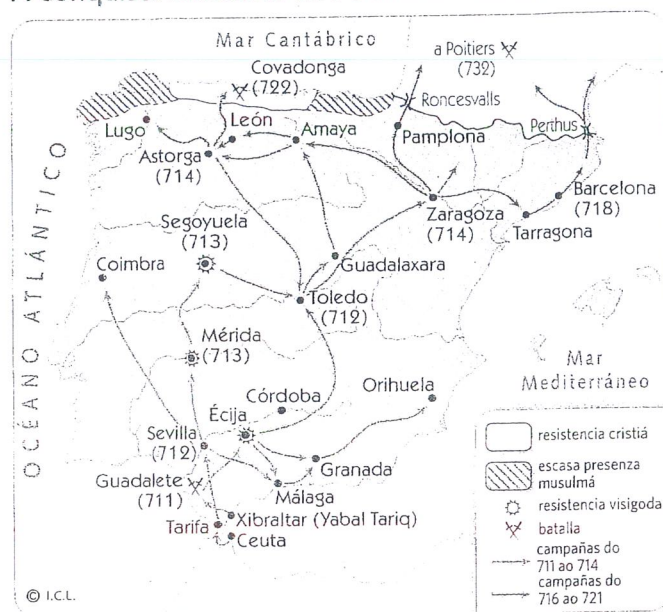 Mar Cantábrico
a Poitiers
(732)
Covadonga
(722)
Roncesvalls
Lugo
León
Amaya
Pamplona
Perthus
Astorga
(714)
Barcelona
(718)
Zaragoza
(714)
Tarragona
Segoyuela
(713)
Coimbra
Guadalaxara
Toledo
(712)
OCÉANO ATLÁNTICO
Mérida
(713)
Mar
Mediterráneo
Córdoba
Orihuela
Écija
Sevilla
(712)
Granada
Guadalete
(711)
Málaga
Xibraltar (Yabal Tariq)
Tarifa
Ceuta
resistencia cristiá
escasa presenza
musulmá
resistencia visigoda
batalla
campañas do
711 ao 714
campañas do
716 ao 721
© I.C.L.